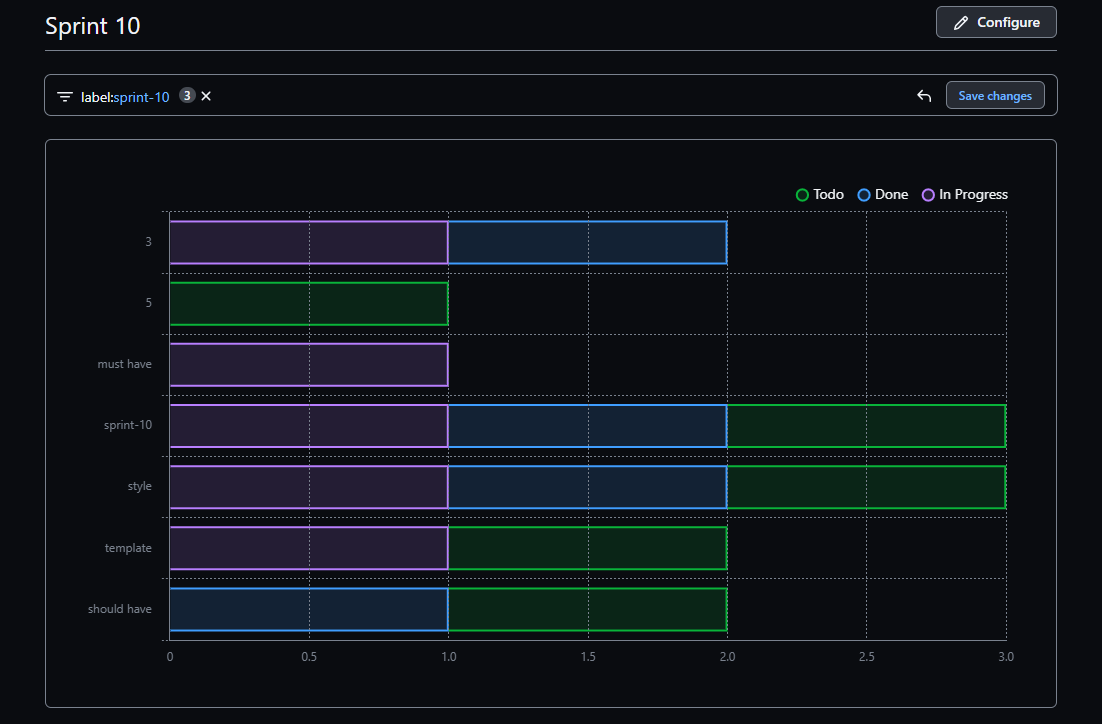 Sprint 10
Configure
label:sprint-10 3
Save changes
Todo Done In Progress
3
5
must have
sprint-10
style
template
should have
0 0.5 1.0 1.5 2.0 2.5 3.0